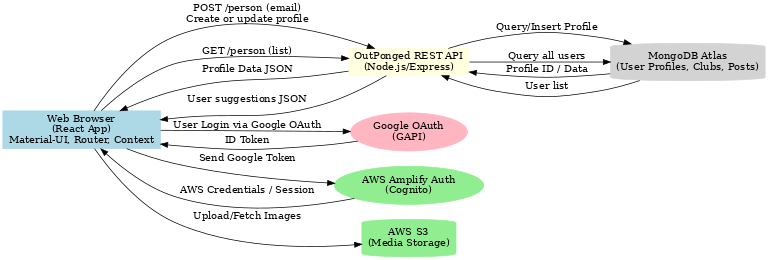 POST /person (email)
Create or update profile
GET /person (list)
Profile Data JSON
User suggestions JSON
OutPonged REST API
(Node.js/Express)
Query/Insert Profile
Query all users
Profile ID / Data
User list
MongoDB Atlas
(User Profiles, Clubs, Posts)
Web Browser
(React App)
Material-UI, Router, Context
User Login via Google OAuth
ID Token
Google OAuth
(GAPI)
Send Google Token
AWS Credentials / Session
AWS Amplify Auth
(Cognito)
Upload/Fetch Images
AWS S3
(Media Storage)